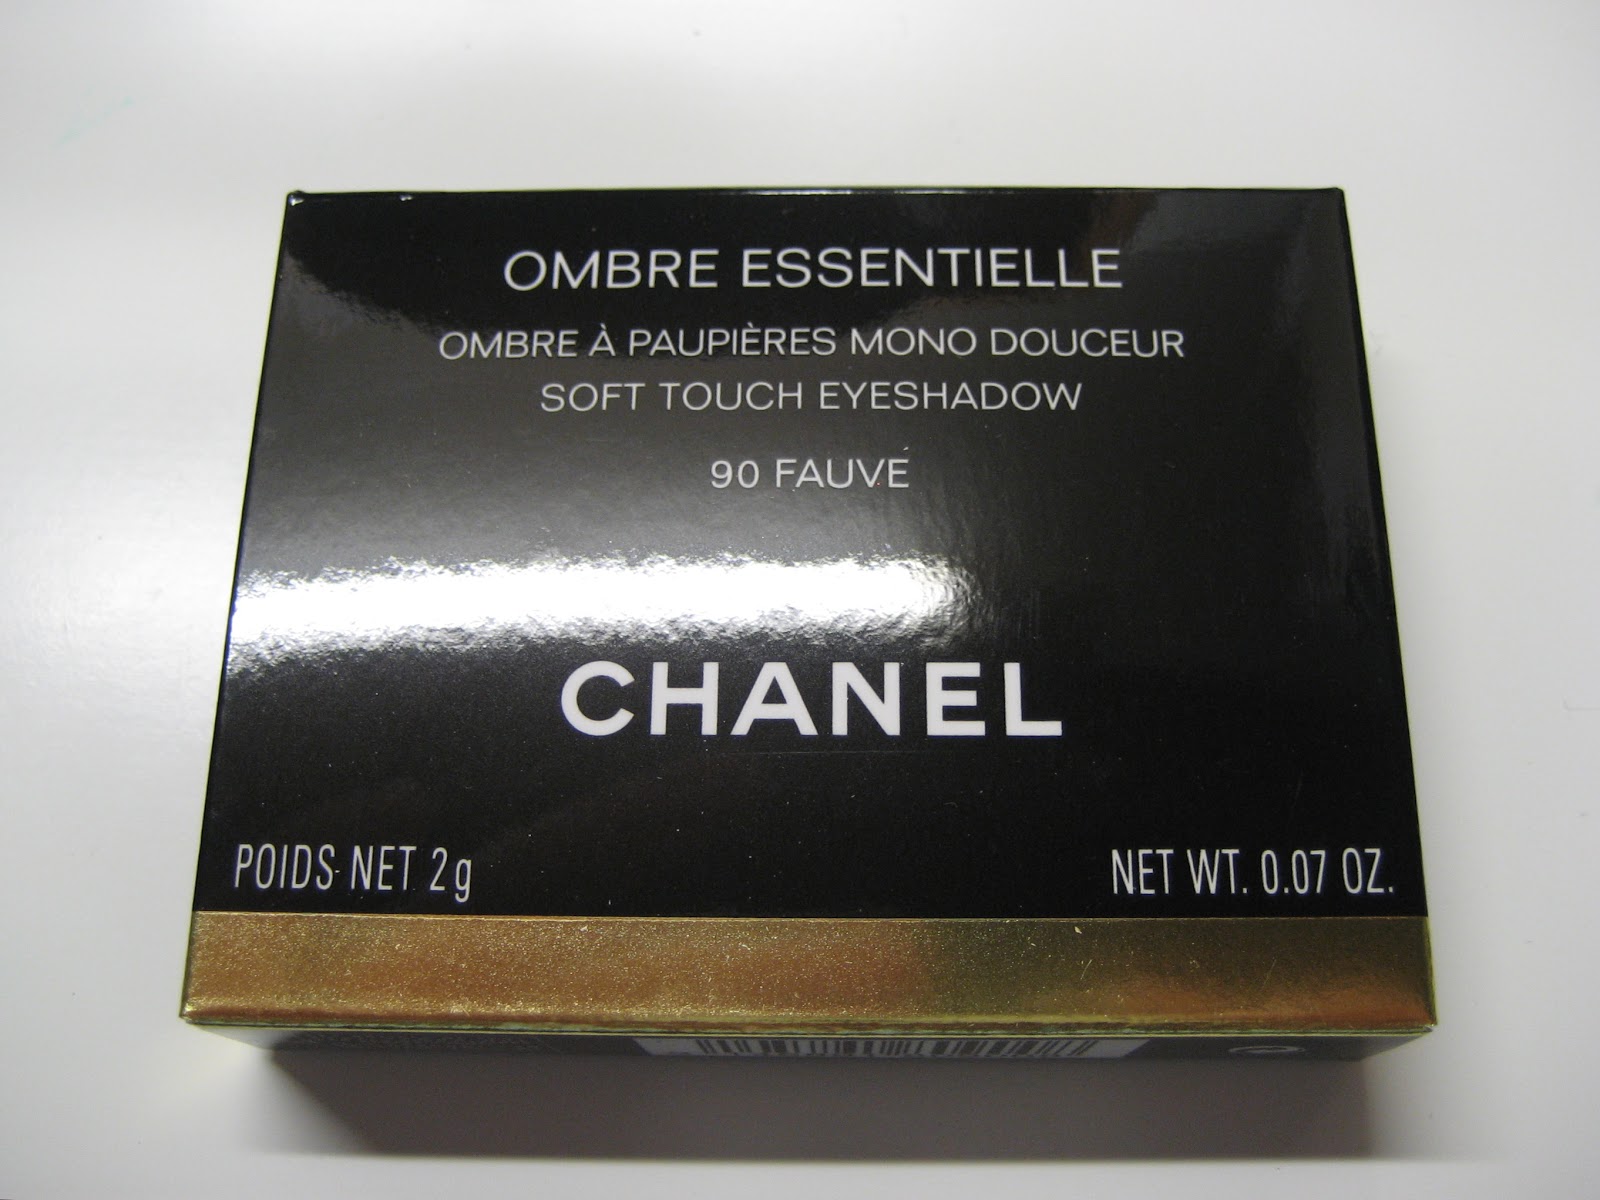 OMBRE ESSENTIELLE
OMBRE À PAUPIÈRES MONO DOUCEUR
SOFT TOUCH EYESHADOW
90 FAUVE
CHANEL
POIDS NET 2g
NET WT. 0.07 OZ.